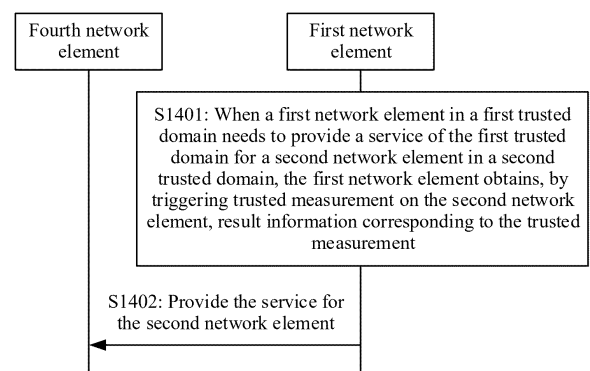 Fourth network
element
First network
element
S1401: When a first network element in a first trusted
domain needs to provide a service of the first trusted
domain for a second network element in a second
trusted domain, the first network element obtains, by
triggering trusted measurement on the second network
element, result information corresponding to the trusted
measurement
S1402: Provide the service for
the second network element